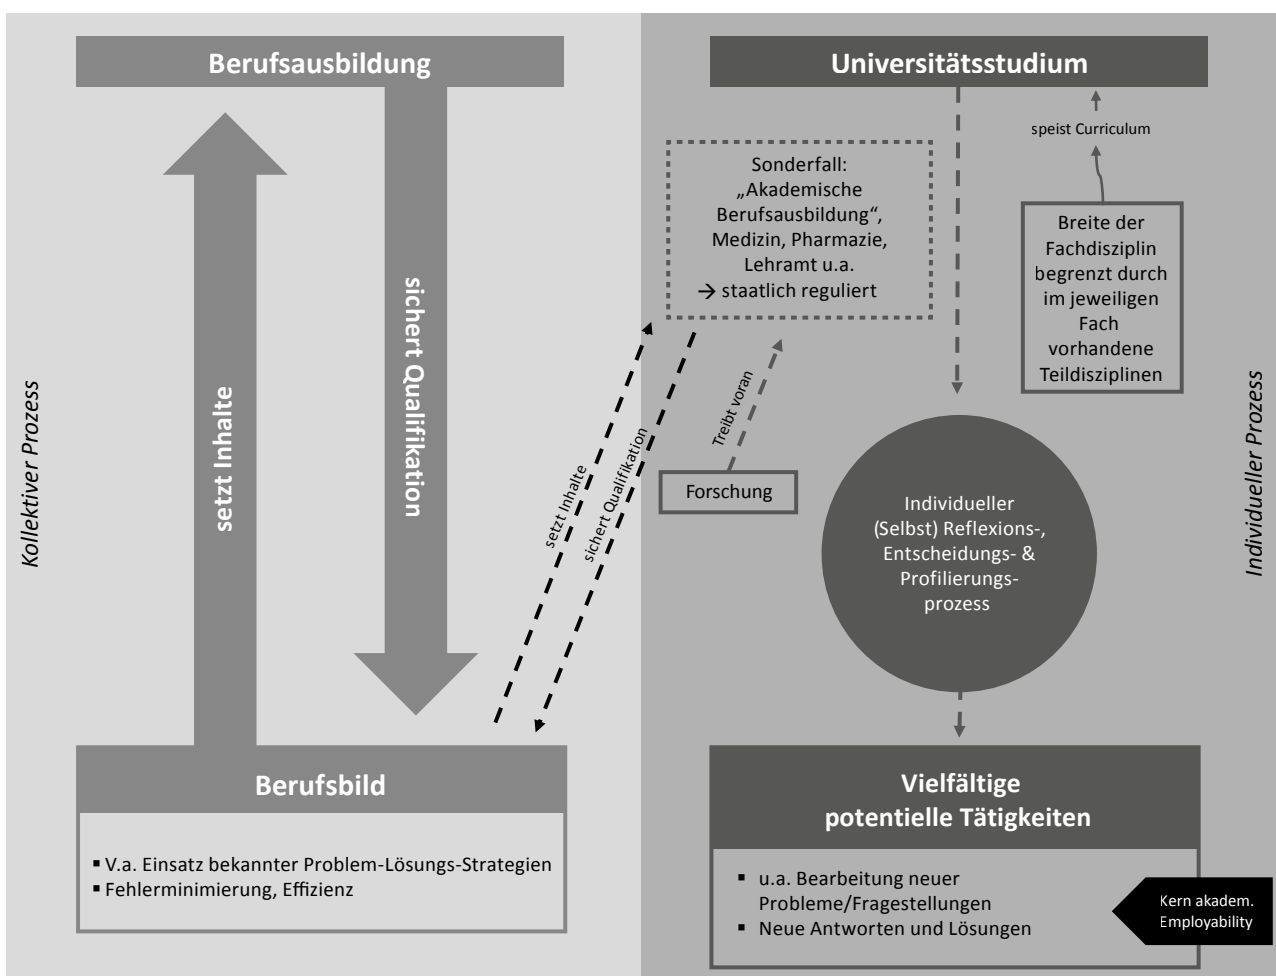 Berufsausbildung
Universitätsstudium
speist Curriculum
Sonderfall:
„Akademische
Berufsausbildung“,
Medizin, Pharmazie,
Lehramt u.a.
→ staatlich reguliert
Breite der
Fachdisziplin
begrenzt durch
im jeweiligen
Fach
vorhandene
Teildisziplinen
Kollektiver Prozess
setzt Inhalte
sichert Qualifikation
setzt Inhalte
sichert Qualifikation
Treibt voran
Forschung
Individueller
(Selbst) Reflexions-,
Entscheidungs- &
Profilierungs-
prozess
Individueller Prozess
Berufsbild
▪ V.a. Einsatz bekannter Problem-Lösungs-Strategien
▪ Fehlerminimierung, Effizienz
Vielfältige
potentielle Tätigkeiten
▪ u.a. Bearbeitung neuer
Probleme/Fragestellungen
▪ Neue Antworten und Lösungen
Kern akadem.
Employability